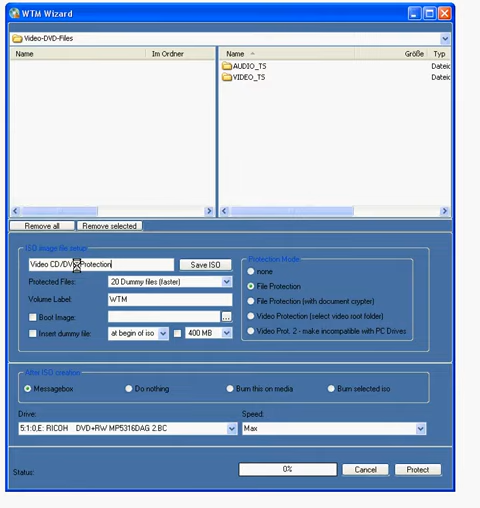 WTM Wizard
Video-DVD-Files
Name Im Ordner Name Größe Typ
AUDIO_TS Dateic
VIDEO_TS Dateic
Remove all Remove selected
ISO image file setup
Video CD/DV Protection Save ISO
Protected Files: 20 Dummy files (faster)
Volume Label: WTM
Boot Image: ...
Insert dummy file: at begin of iso 400 MB
Protection Mode
none
File Protection
File Protection (with document crypter)
Video Protection (select video root folder)
Video Prot. 2 - make incompatible with PC Drives
After ISO creation
Messagebox Do nothing Burn this on media Burn selected iso
Drive: Speed:
5:1:0,E: RICOH DVD+RW MP5316DAG 2.BC Max
Status: 0% Cancel Protect